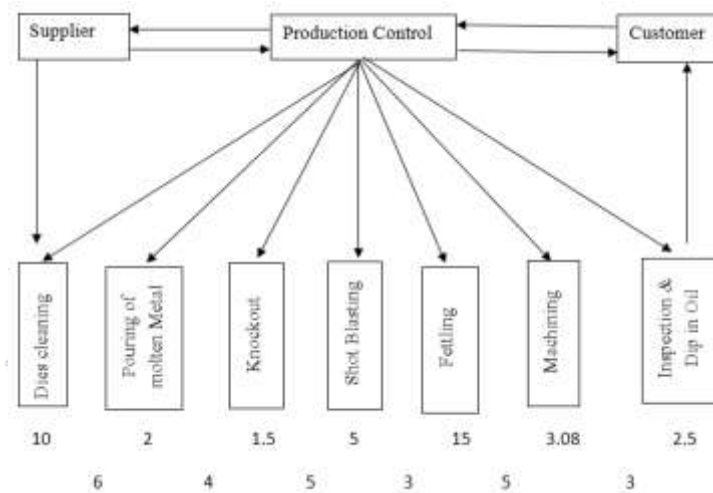 Supplier
Production Control
Customer
Dies cleaning
Pouring of
molten Metal
Knockout
Shot Blasting
Fettling
Machining
Inspection &
Dip in Oil
10 2 1.5 5 15 3.08 2.5
6 4 5 3 5 3